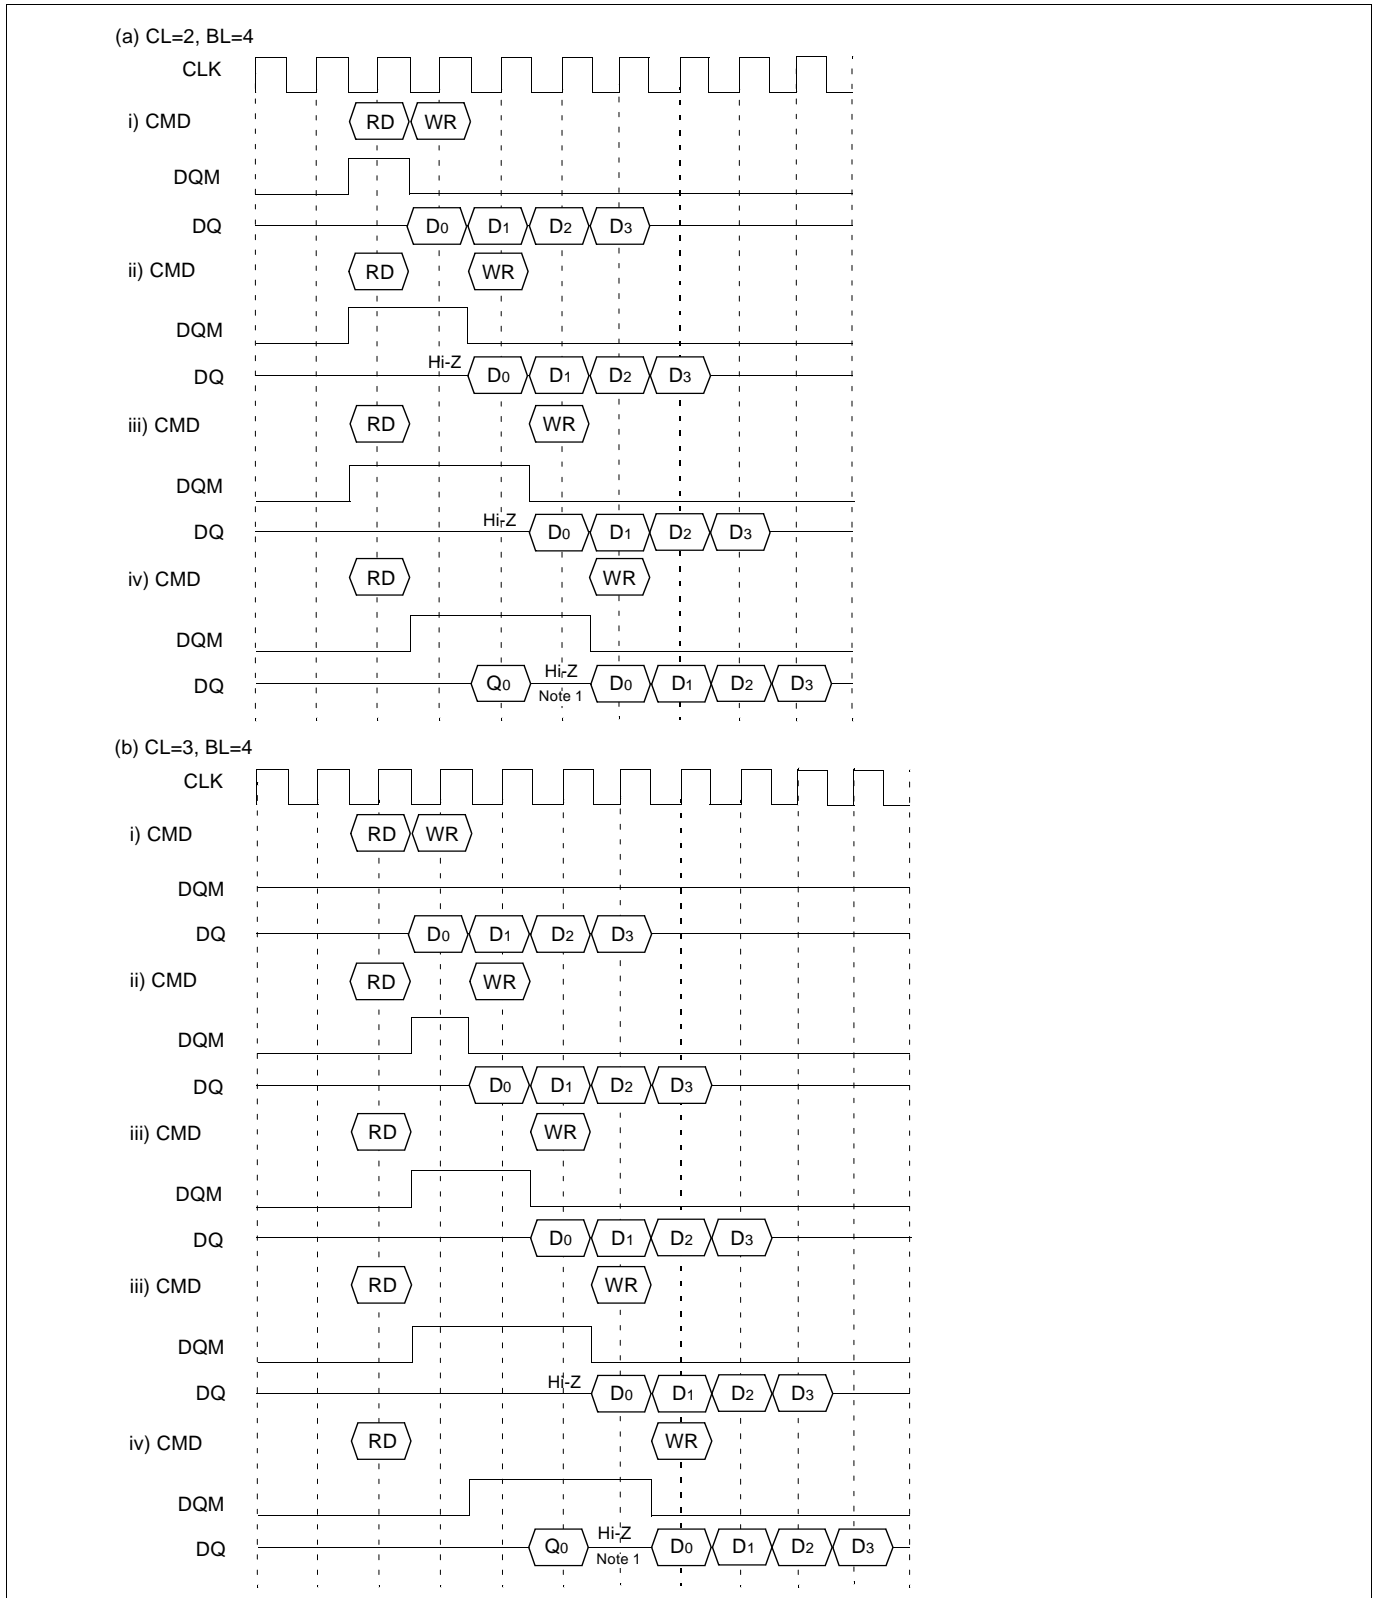 (a) CL=2, BL=4
CLK
i) CMD RD WR
DQM
DQ D0 D1 D2 D3
ii) CMD RD WR
DQM
Hi-Z
DQ D0 D1 D2 D3
iii) CMD RD WR
DQM
Hi-Z
DQ D0 D1 D2 D3
iv) CMD RD WR
DQM
Hi-Z
DQ Q0 D0 D1 D2 D3
Note 1
(b) CL=3, BL=4
CLK
i) CMD RD WR
DQM
DQ D0 D1 D2 D3
ii) CMD RD WR
DQM
DQ D0 D1 D2 D3
iii) CMD RD WR
DQM
DQ D0 D1 D2 D3
iii) CMD RD WR
DQM
Hi-Z
DQ D0 D1 D2 D3
iv) CMD RD WR
DQM
Hi-Z
DQ Q0 D0 D1 D2 D3
Note 1